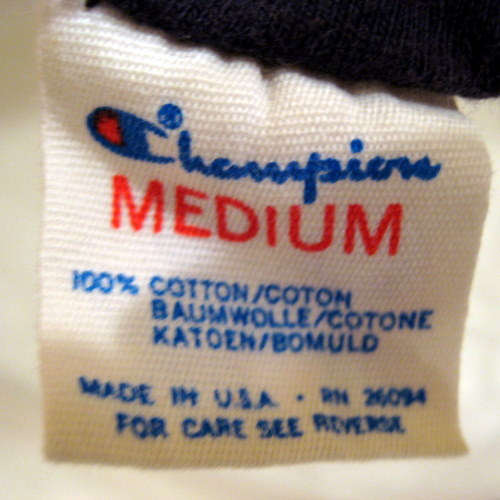 Champion®
MEDIUM
100% COTTON/COTON
BAUMWOLLE/COTONE
KATOEN/BOMULD
MADE IN U.S.A. • RN 26094
FOR CARE SEE REVERSE